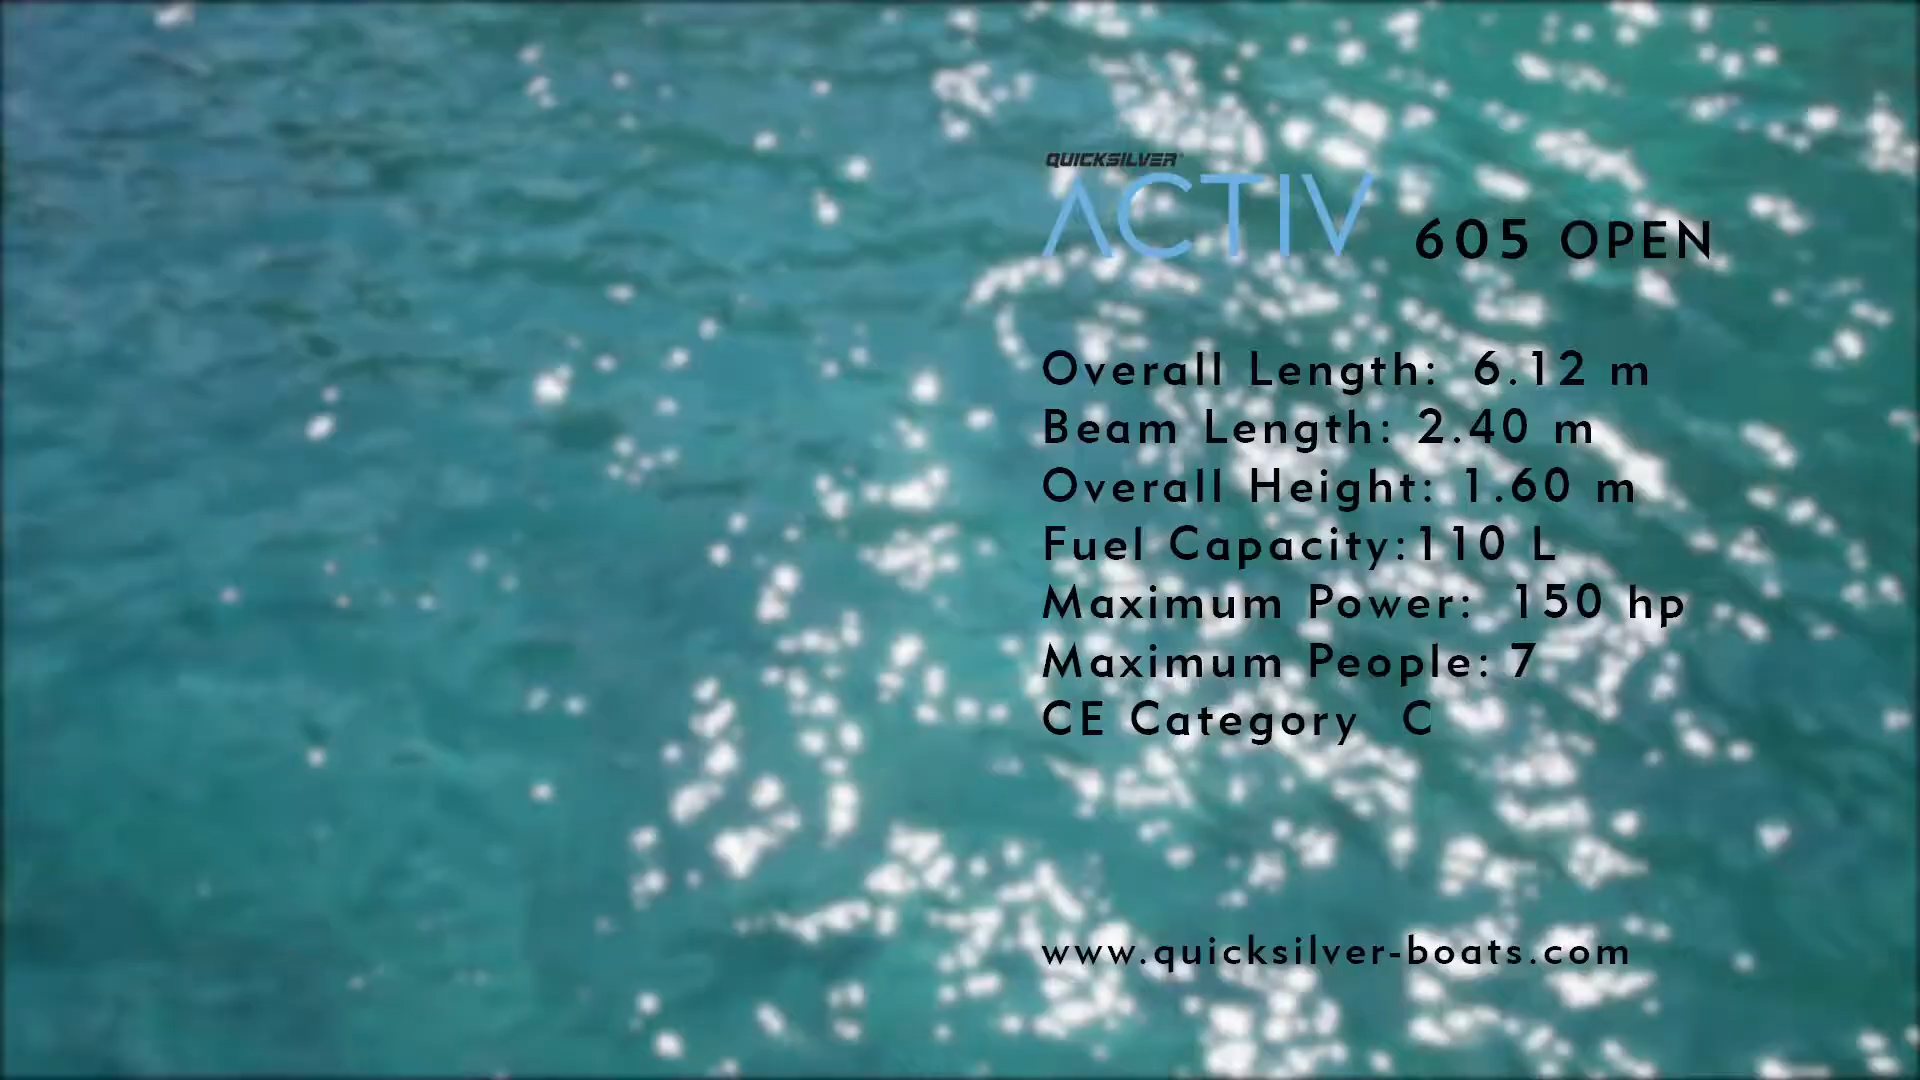 QUICKSILVER
ACTIV 605 OPEN
Overall Length: 6.12 m
Beam Length: 2.40 m
Overall Height: 1.60 m
Fuel Capacity:110 L
Maximum Power: 150 hp
Maximum People: 7
CE Category C
www.quicksilver-boats.com